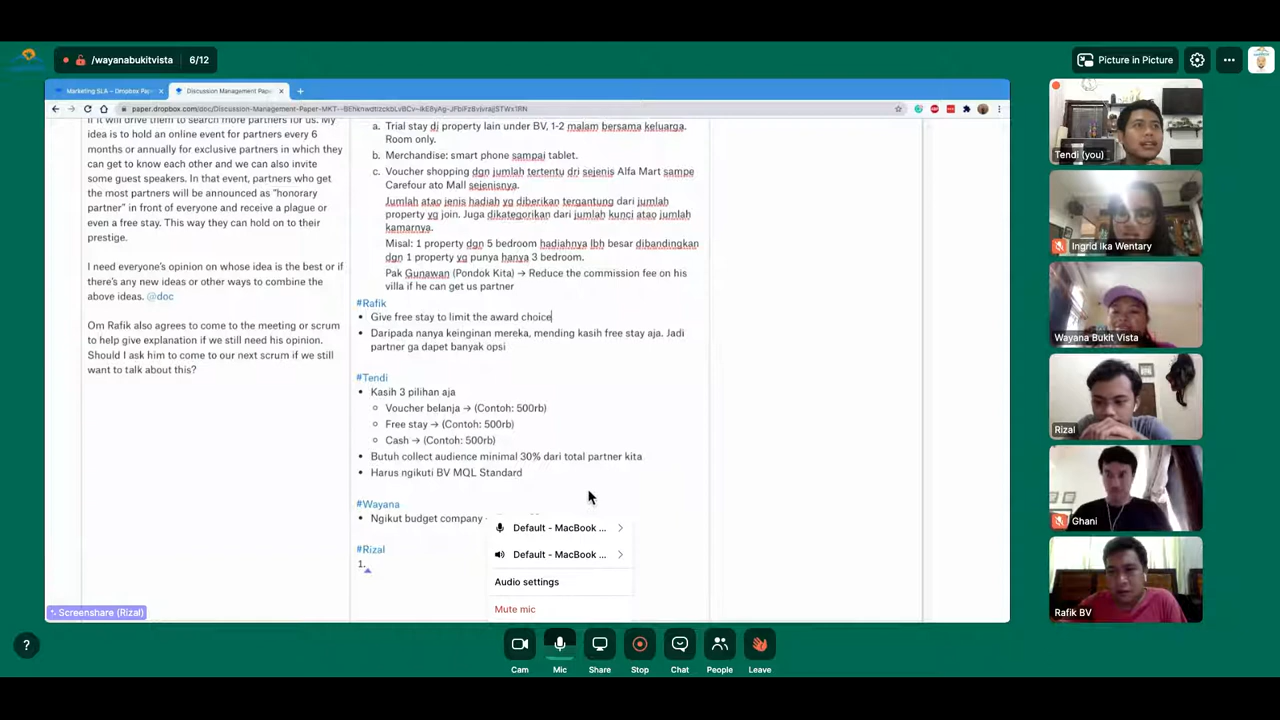 /wayanabukitvista 6/12
Picture in Picture
Marketing SLA – Dropbox Pap
Discussion Management Pape
If it will drive them to search more partners for us. My
idea is to hold an online event for partners every 6
months or annually for exclusive partners in which they
can get to know each other and we can also invite
some guest speakers. In that event, partners who get
the most partners will be announced as "honorary
partner" in front of everyone and receive a plague or
even a free stay. This way they can hold on to their
prestige.
I need everyone's opinion on whose idea is the best or if
there's any new ideas or other ways to combine the
above ideas. @doc
Om Rafik also agrees to come to the meeting or scrum
to help give explanation if we still need his opinion.
Should I ask him to come to our next scrum if we still
want to talk about this?
a. Trial stay dj property lain under BV, 1-2 malam bersama keluarga.
Room only.
b. Merchandise: smart phone sampai tablet.
c. Voucher shopping dgn jumlah tertentu dri sejenis Alfa Mart sampe
Carefour ato Mall sejenisnya.
Jumlah atao jenis hadiah yg diberikan tergantung dari jumlah
property yg join. Juga dikategorikan dari jumlah kunci atao jumlah
kamarnya.
Misal: 1 property dgn 5 bedroom hadiahnya lbh besar dibandingkan
dgn 1 property yg punya hanya 3 bedroom.
Pak Gunawan (Pondok Kita) → Reduce the commission fee on his
villa if he can get us partner
#Rafik
• Give free stay to limit the award choice
• Daripada nanya keinginan mereka, mending kasih free stay aja. Jadi
partner ga dapet banyak opsi
#Tendi
• Kasih 3 pilihan aja
○ Voucher belanja → (Contoh: 500rb)
○ Free stay → (Contoh: 500rb)
○ Cash → (Contoh: 500rb)
• Butuh collect audience minimal 30% dari total partner kita
• Harus ngikuti BV MQL Standard
#Wayana
• Ngikut budget company
#Rizal
1.
Default - MacBook ...
Default - MacBook ...
Audio settings
Mute mic
Screenshare (Rizal)
Tendi (you)
Ingrid Ika Wentary
Wayana Bukit Vista
Rizal
Ghani
Rafik BV
?
Cam Mic Share Stop Chat People Leave